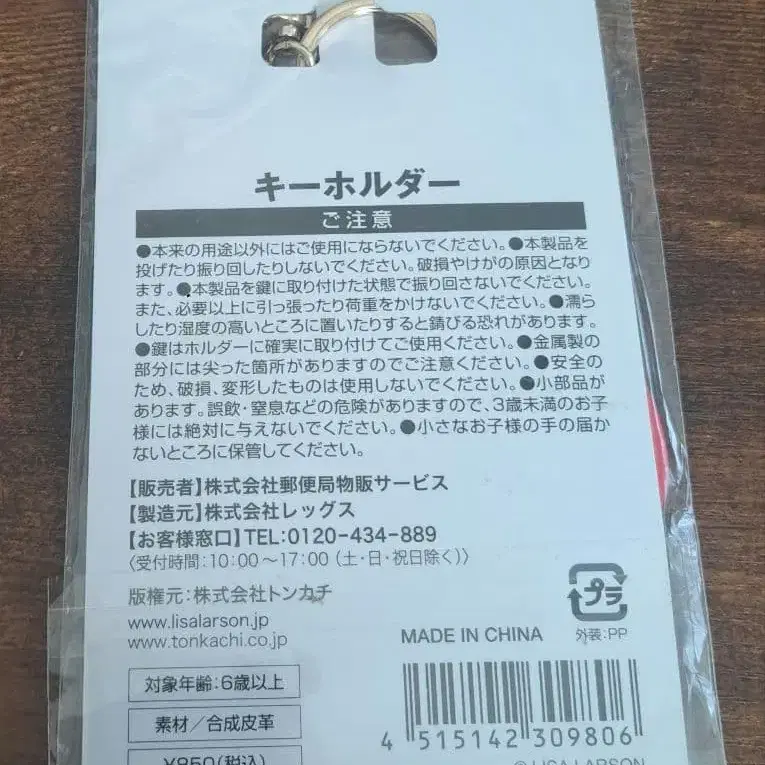 キーホルダー
ご注意
●本来の用途以外にはご使用にならないでください。●本製品を
投げたり振り回したりしないでください。破損やけがの原因となり
ます。●本製品を鍵に取り付けた状態で振り回さないでください。
また、必要以上に引っ張ったり荷重をかけないでください。●濡ら
したり湿度の高いところに置いたりすると錆びる恐れがあります。
●鍵はホルダーに確実に取り付けてご使用ください。●金属製の
部分には尖った箇所がありますのでご注意ください。●安全の
ため、破損、変形したものは使用しないでください。●小部品が
あります。誤飲・窒息などの危険がありますので、3歳未満のお子
様には絶対に与えないでください。●小さなお子様の手の届か
ないところに保管してください。
【販売者】株式会社郵便局物販サービス
【製造元】株式会社レッグス
【お客様窓口】TEL:0120-434-889
〈受付時間:10:00〜17:00（土・日・祝日除く）〉
版権元:株式会社トンカチ
www.lisalarson.jp
www.tonkachi.co.jp
プラ
外装:PP
MADE IN CHINA
対象年齢:6歳以上
素材／合成皮革
¥950(税込)
4 515142 309806
© LISA LARSON